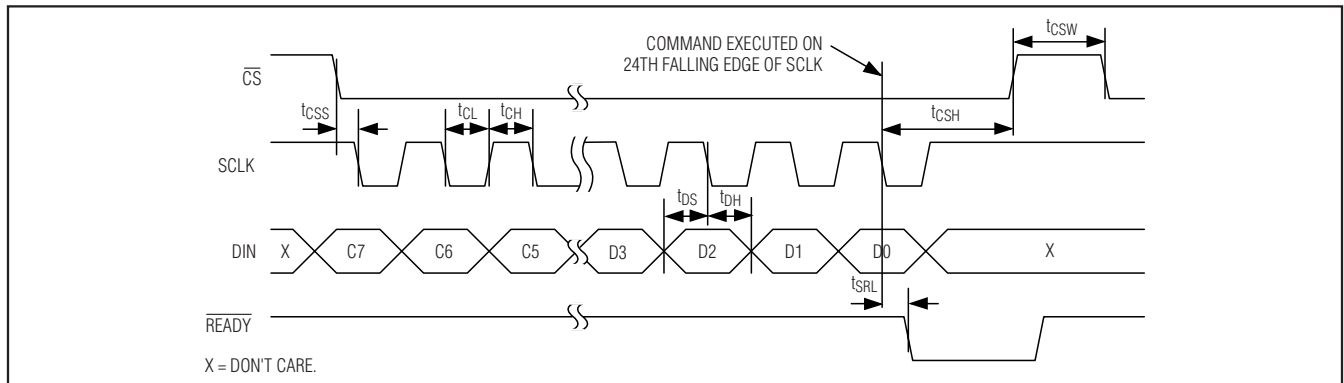 COMMAND EXECUTED ON
24TH FALLING EDGE OF SCLK
tCSW
CS
tCSS
tCL
tCH
tCSH
SCLK
tDS
tDH
DIN
X
C7
C6
C5
D3
D2
D1
D0
X
tSRL
READY
X = DON'T CARE.